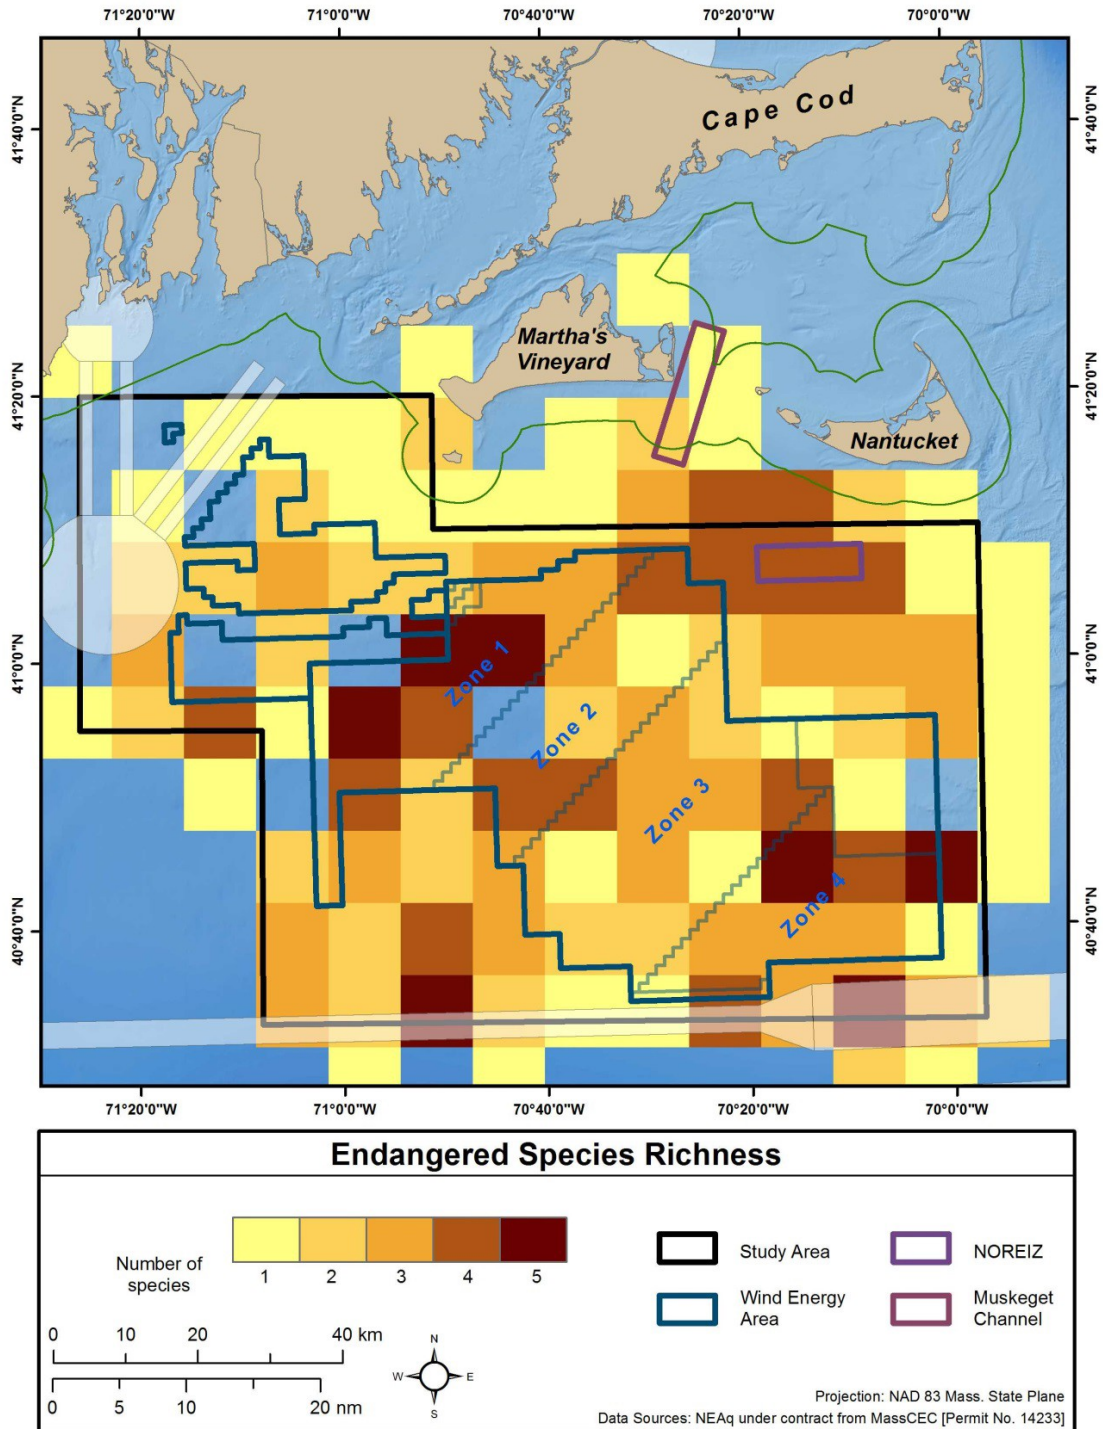 71°20'0"W 71°0'0"W 70°40'0"W 70°20'0"W 70°0'0"W
41°40'0"N
41°40'0"N
Cape Cod
Martha's
Vineyard
41°20'0"N
41°20'0"N
Nantucket
41°0'0"N
41°0'0"N
Zone 1
Zone 2
Zone 3
Zone 4
40°40'0"N
40°40'0"N
71°20'0"W 71°0'0"W 70°40'0"W 70°20'0"W 70°0'0"W
Endangered Species Richness
Number of
species
1 2 3 4 5
Study Area
NOREIZ
Wind Energy
Area
Muskeget
Channel
0 10 20 40 km
0 5 10 20 nm
N
W E
S
Projection: NAD 83 Mass. State Plane
Data Sources: NEAq under contract from MassCEC [Permit No. 14233]